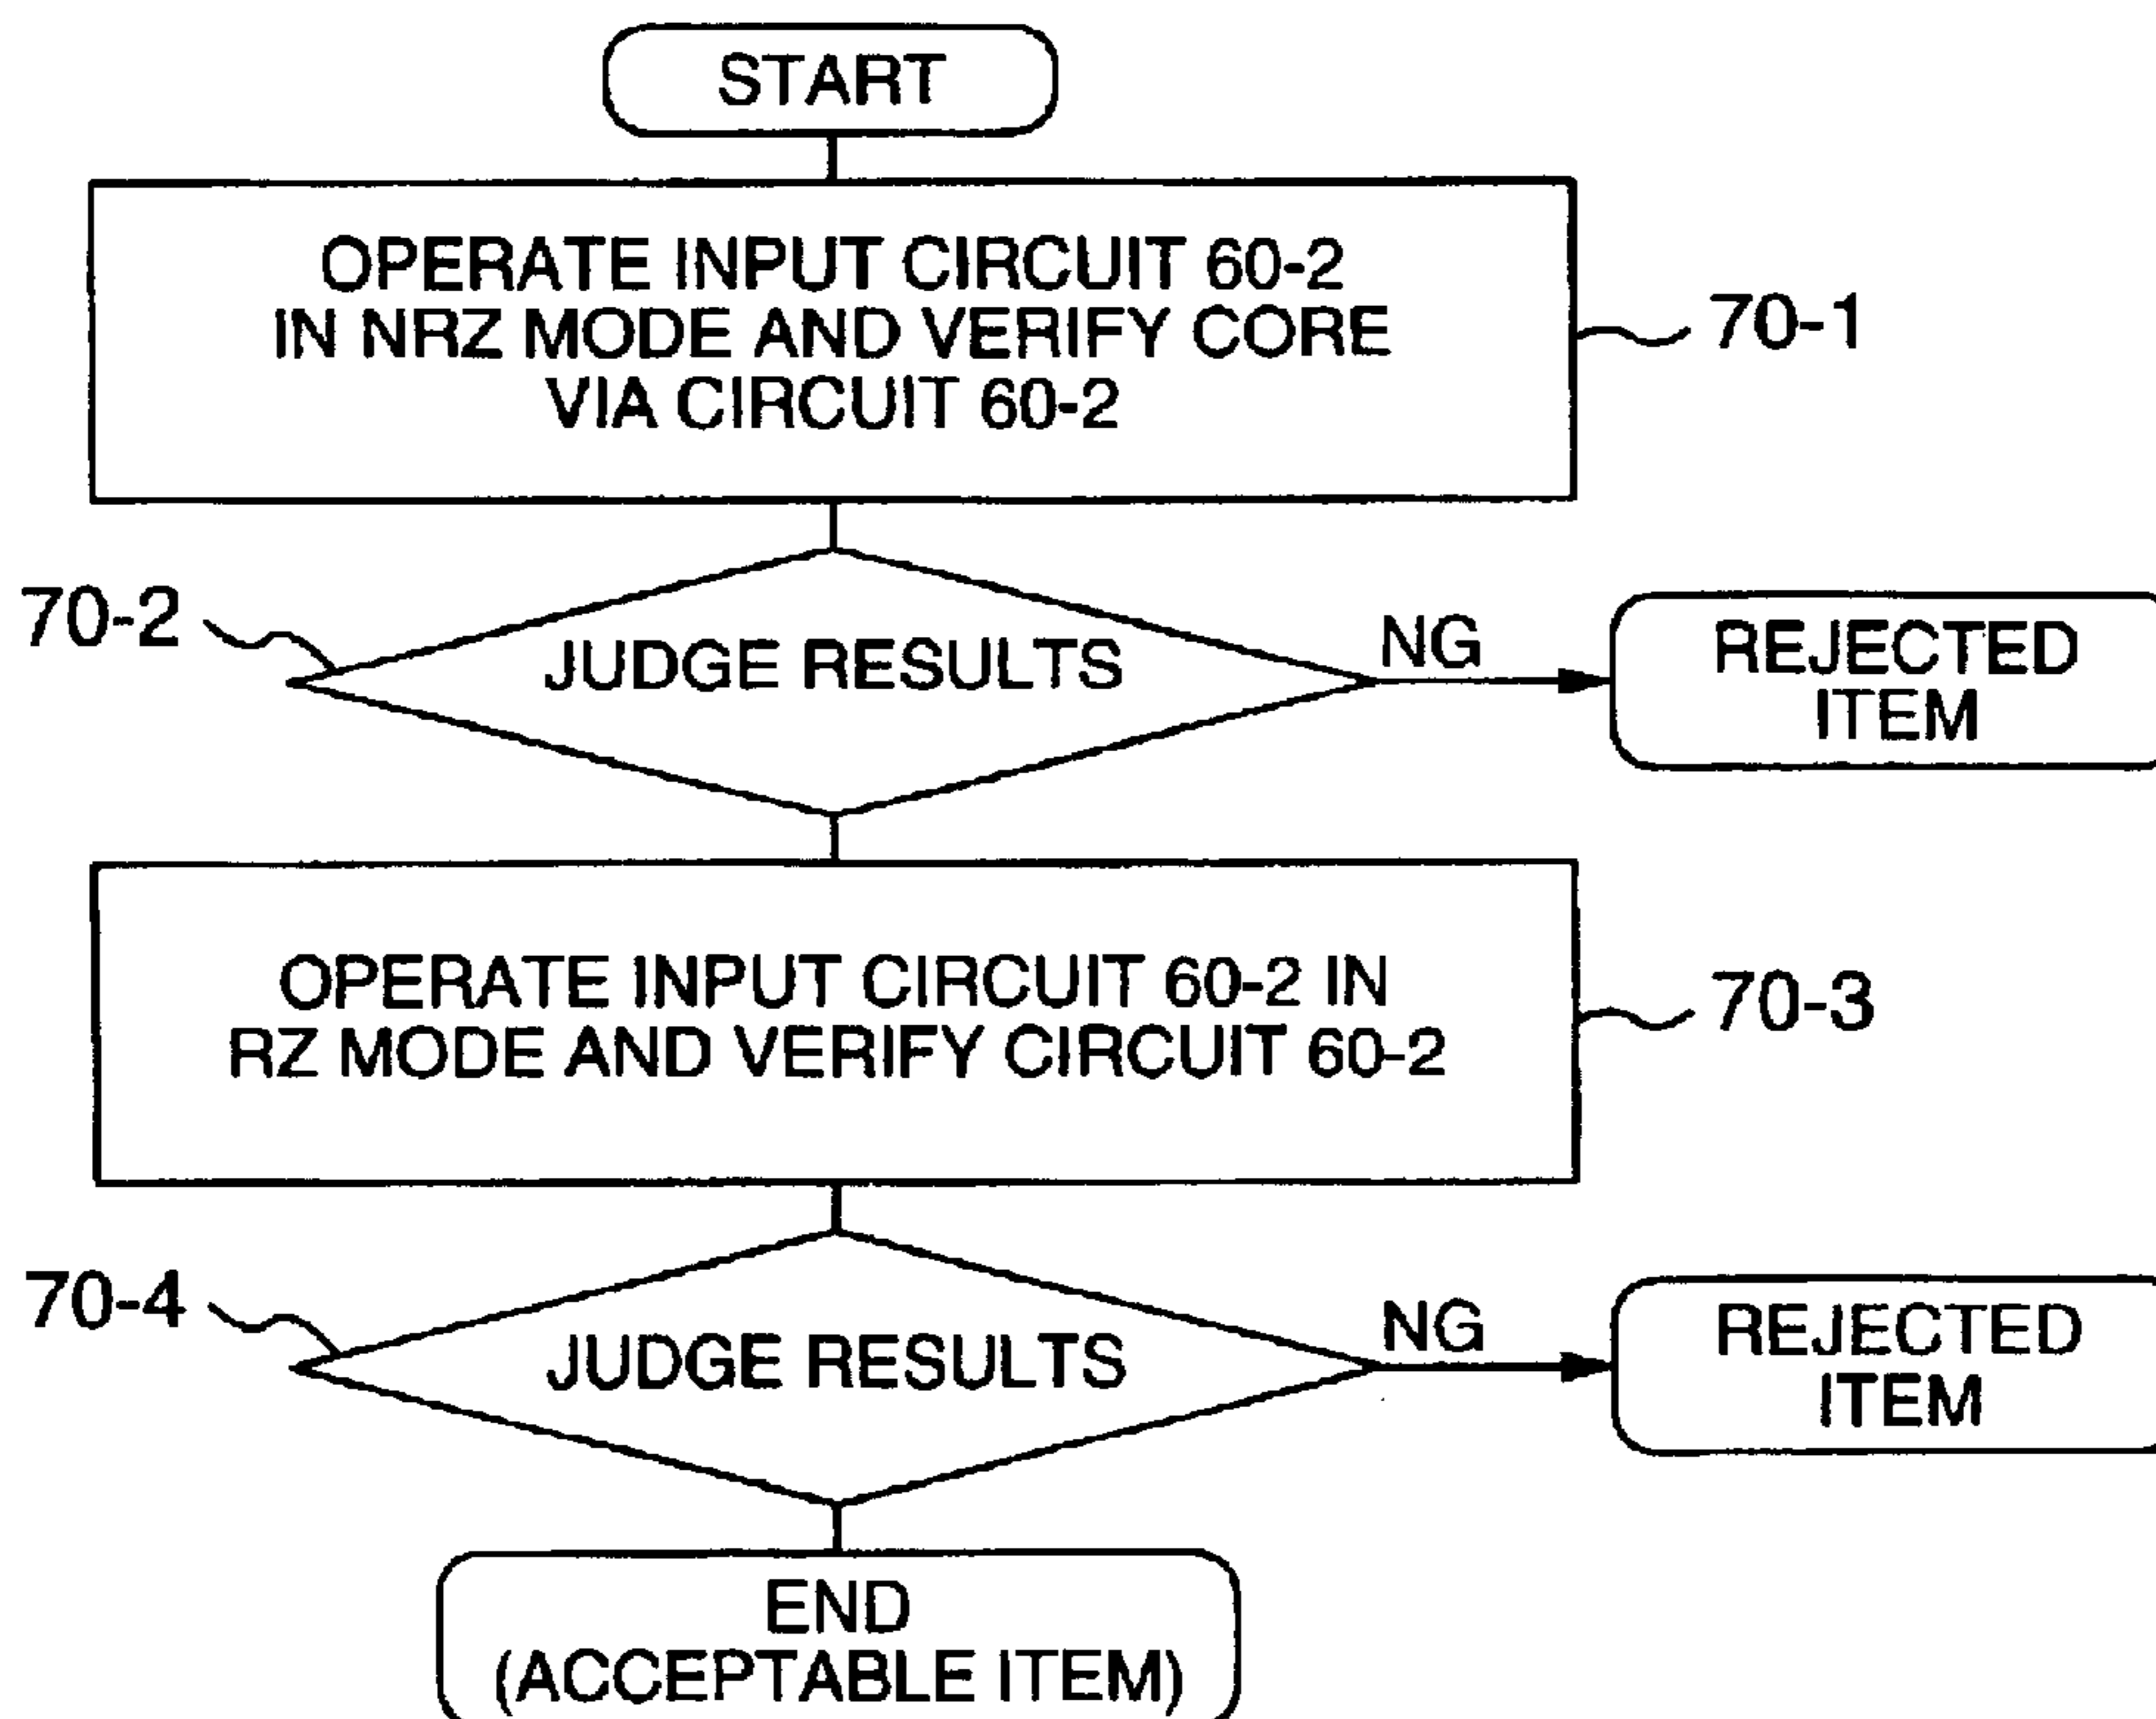 START
OPERATE INPUT CIRCUIT 60-2
IN NRZ MODE AND VERIFY CORE
VIA CIRCUIT 60-2
70-1
70-2
JUDGE RESULTS
NG
REJECTED
ITEM
OPERATE INPUT CIRCUIT 60-2 IN
RZ MODE AND VERIFY CIRCUIT 60-2
70-3
70-4
JUDGE RESULTS
NG
REJECTED
ITEM
END
(ACCEPTABLE ITEM)